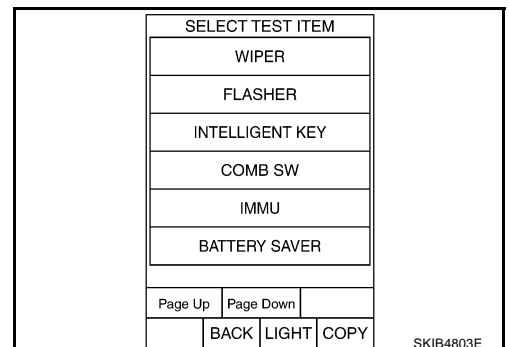 SELECT TEST ITEM
WIPER
FLASHER
INTELLIGENT KEY
COMB SW
IMMU
BATTERY SAVER
Page Up Page Down
BACK LIGHT COPY
SKIB4803E